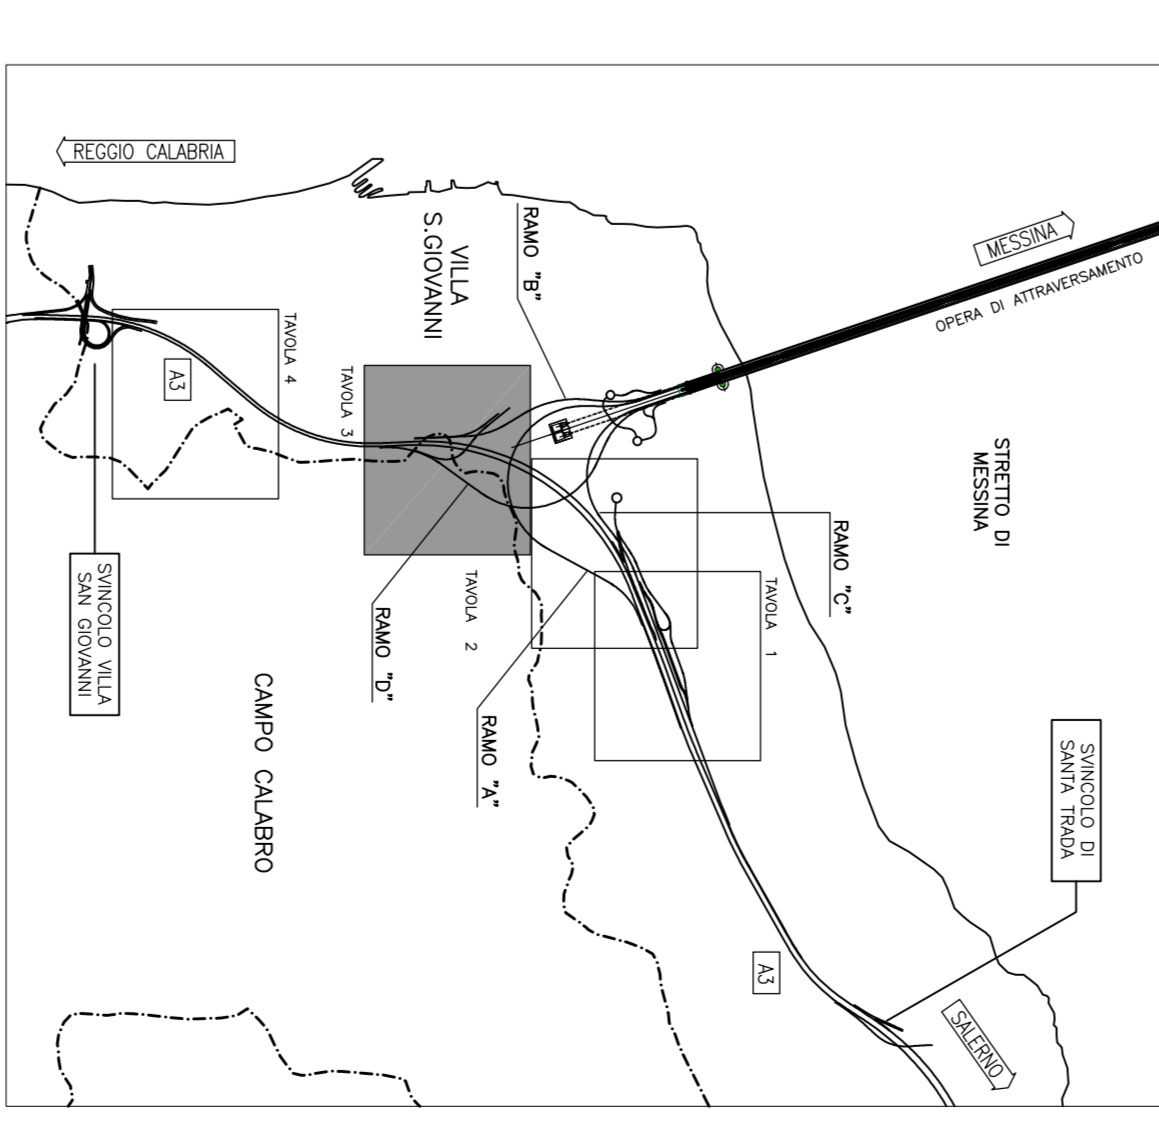 REGGIO CALABRIA
VILLA
S.GIOVANNI
RAMO "B"
MESSINA
OPERA DI ATTRAVERSAMENTO
STRETTO DI
MESSINA
TAVOLA 4
A3
TAVOLA 3
RAMO "C"
TAVOLA 1
TAVOLA 2
RAMO "D"
RAMO "A"
SVINCOLO VILLA
SAN GIOVANNI
CAMPO CALABRO
SVINCOLO DI
SANTA TRADA
A3
SALERNO